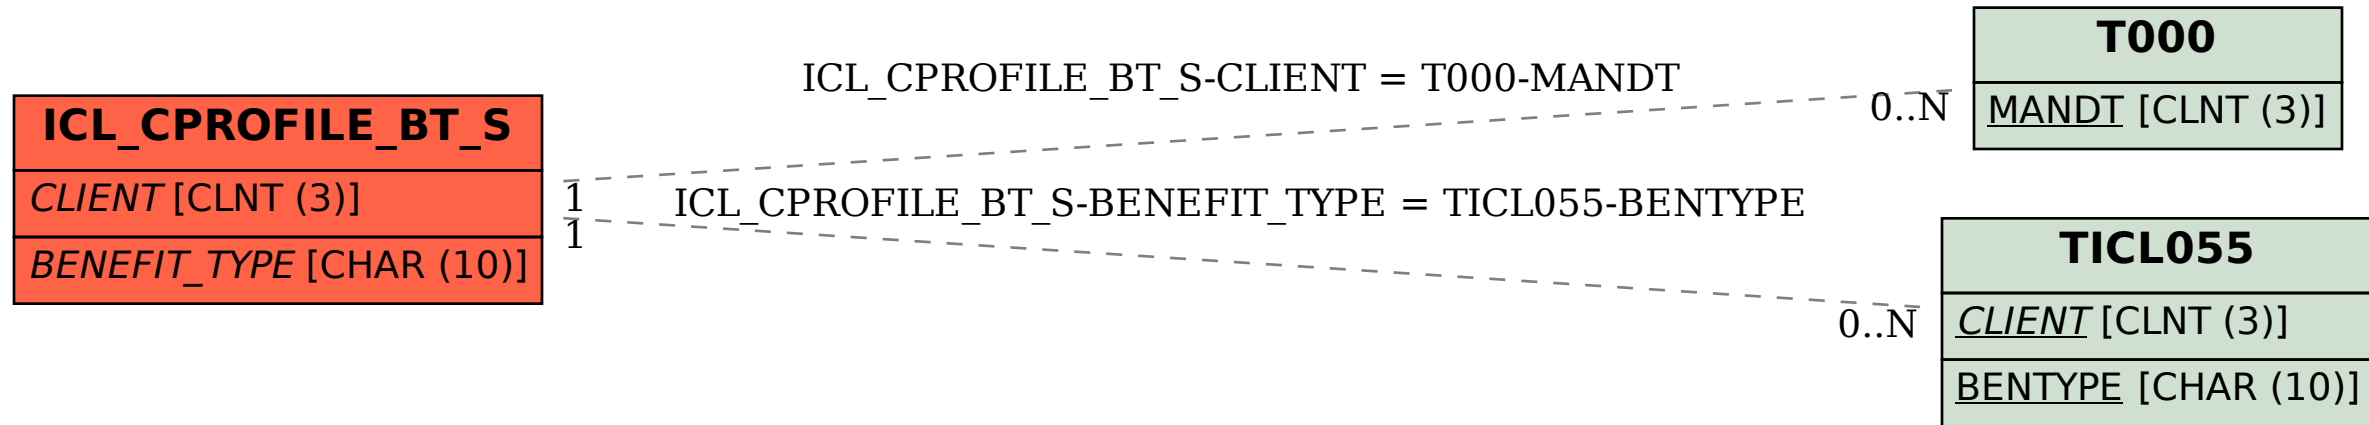 ICL_CPROFILE_BT_S
CLIENT [CLNT (3)]
BENEFIT_TYPE [CHAR (10)]
ICL_CPROFILE_BT_S-CLIENT = T000-MANDT
1
0..N
ICL_CPROFILE_BT_S-BENEFIT_TYPE = TICL055-BENTYPE
1
0..N
T000
MANDT [CLNT (3)]
TICL055
CLIENT [CLNT (3)]
BENTYPE [CHAR (10)]